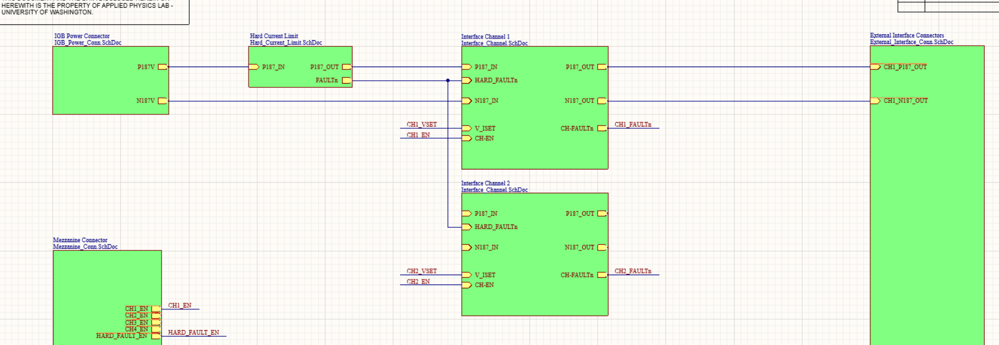 HEREWITH IS THE PROPERTY OF APPLIED PHYSICS LAB -
UNIVERSITY OF WASHINGTON.
IGB Power Connector
IGB_Power_Conn.SchDoc
P187V
N187V
Hard Current Limit
Hard_Current_Limit.SchDoc
P187_IN
P187_OUT
FAULTn
Interface Channel 1
Interface_Channel.SchDoc
P187_IN
P187_OUT
HARD_FAULTn
N187_IN
N187_OUT
CH1_VSET
V_ISET
CH-FAULTn
CH1_FAULTn
CH1_EN
CH-EN
External Interface Connectors
External_Interface_Conn.SchDoc
CH1_P187_OUT
CH1_N187_OUT
Interface Channel 2
Interface_Channel.SchDoc
P187_IN
P187_OUT
HARD_FAULTn
N187_IN
N187_OUT
CH2_VSET
V_ISET
CH-FAULTn
CH2_FAULTn
CH2_EN
CH-EN
Mezzanine Connector
Mezzanine_Conn.SchDoc
CH1_EN
CH1_EN
CH2_EN
CH3_EN
CH4_EN
HARD_FAULT_EN
HARD_FAULT_EN